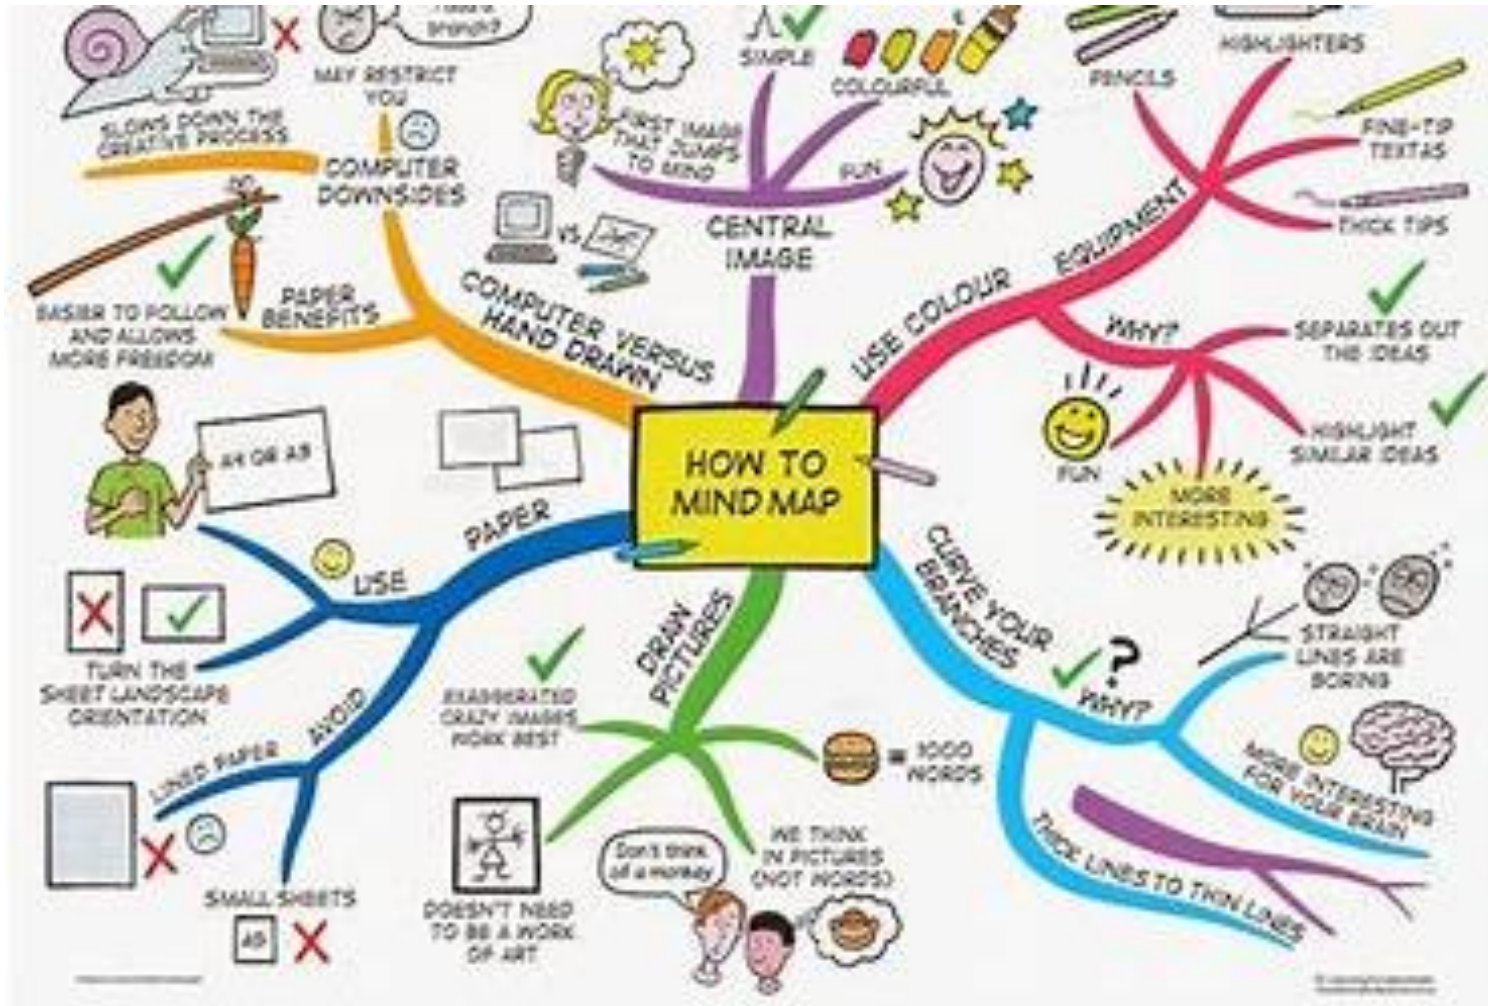 branch?
MAY RESTRICT
YOU
SLOWS DOWN THE
CREATIVE PROCESS
COMPUTER
DOWNSIDES
EASIER TO FOLLOW
AND ALLOWS
MORE FREEDOM
PAPER
BENEFITS
COMPUTER VERSUS
HAND DRAWN
VS
SIMPLE
COLOURFUL
FIRST IMAGE
THAT JUMPS
TO MIND
FUN
CENTRAL
IMAGE
PENCILS
HIGHLIGHTERS
FINE-TIP
TEXTAS
THICK TIPS
EQUIPMENT
USE COLOUR
WHY?
SEPARATES OUT
THE IDEAS
HIGHLIGHT
SIMILAR IDEAS
FUN
MORE
INTERESTING
HOW TO
MIND MAP
A4 OR A3
PAPER
USE
TURN THE
SHEET LANDSCAPE
ORIENTATION
AVOID
LINED PAPER
SMALL SHEETS
A5
DRAW
PICTURES
EXAGGERATED
CRAZY IMAGES
WORK BEST
= 1000
WORDS
DOESN'T NEED
TO BE A WORK
OF ART
Don't think
of a monkey
WE THINK
IN PICTURES
(NOT WORDS)
CURVE YOUR
BRANCHES
?
WHY?
STRAIGHT
LINES ARE
BORING
MORE INTERESTING
FOR YOUR BRAIN
THICK LINES TO THIN LINES